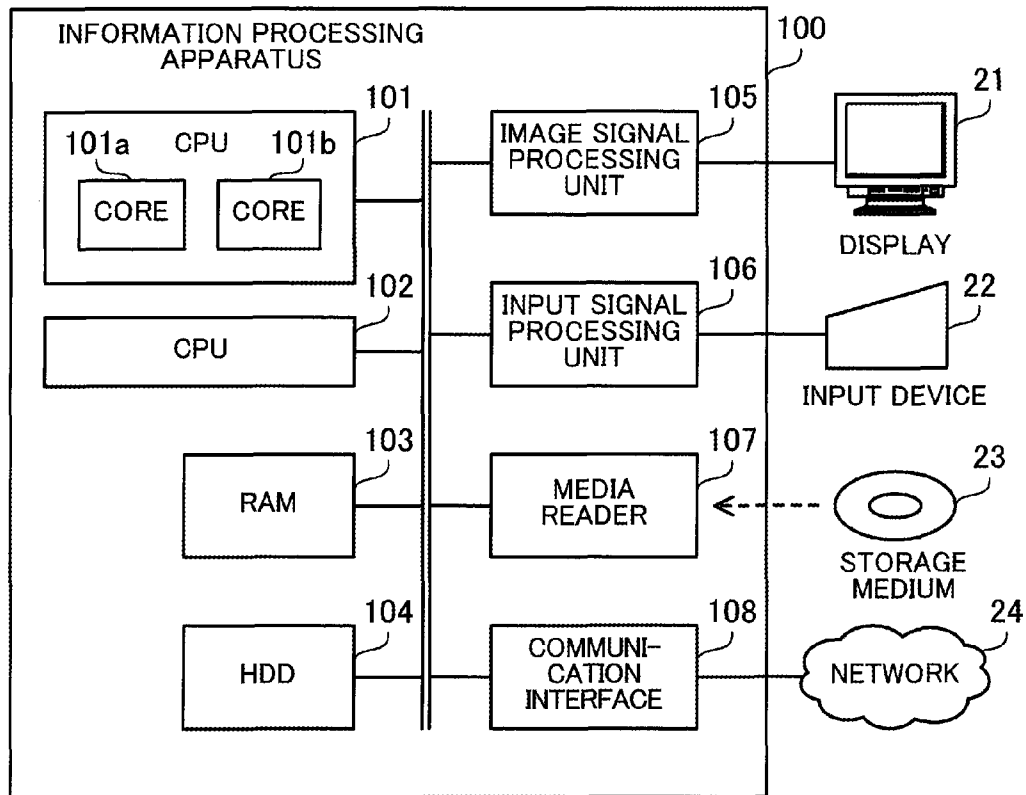 INFORMATION PROCESSING
APPARATUS
100
101
CPU
101a
101b
CORE
CORE
102
CPU
103
RAM
104
HDD
105
IMAGE SIGNAL
PROCESSING
UNIT
106
INPUT SIGNAL
PROCESSING
UNIT
107
MEDIA
READER
108
COMMUNI-
CATION
INTERFACE
21
DISPLAY
22
INPUT DEVICE
23
STORAGE
MEDIUM
24
NETWORK